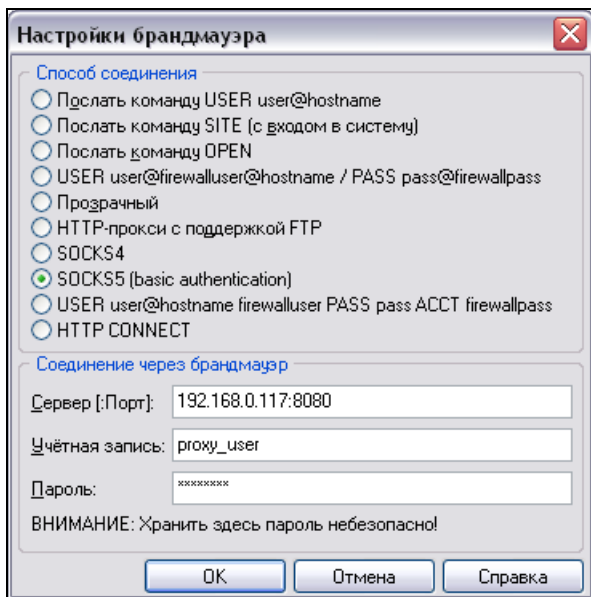 Настройки брандмауэра
Способ соединения
Послать команду USER user@hostname
Послать команду SITE (с входом в систему)
Послать команду OPEN
USER user@firewalluser@hostname / PASS pass@firewallpass
Прозрачный
HTTP-прокси с поддержкой FTP
SOCKS4
SOCKS5 (basic authentication)
USER user@hostname firewalluser PASS pass ACCT firewallpass
HTTP CONNECT
Соединение через брандмауэр
Сервер [:Порт]: 192.168.0.117:8080
Учётная запись: proxy_user
Пароль: ××××××××
ВНИМАНИЕ: Хранить здесь пароль небезопасно!
OK Отмена Справка